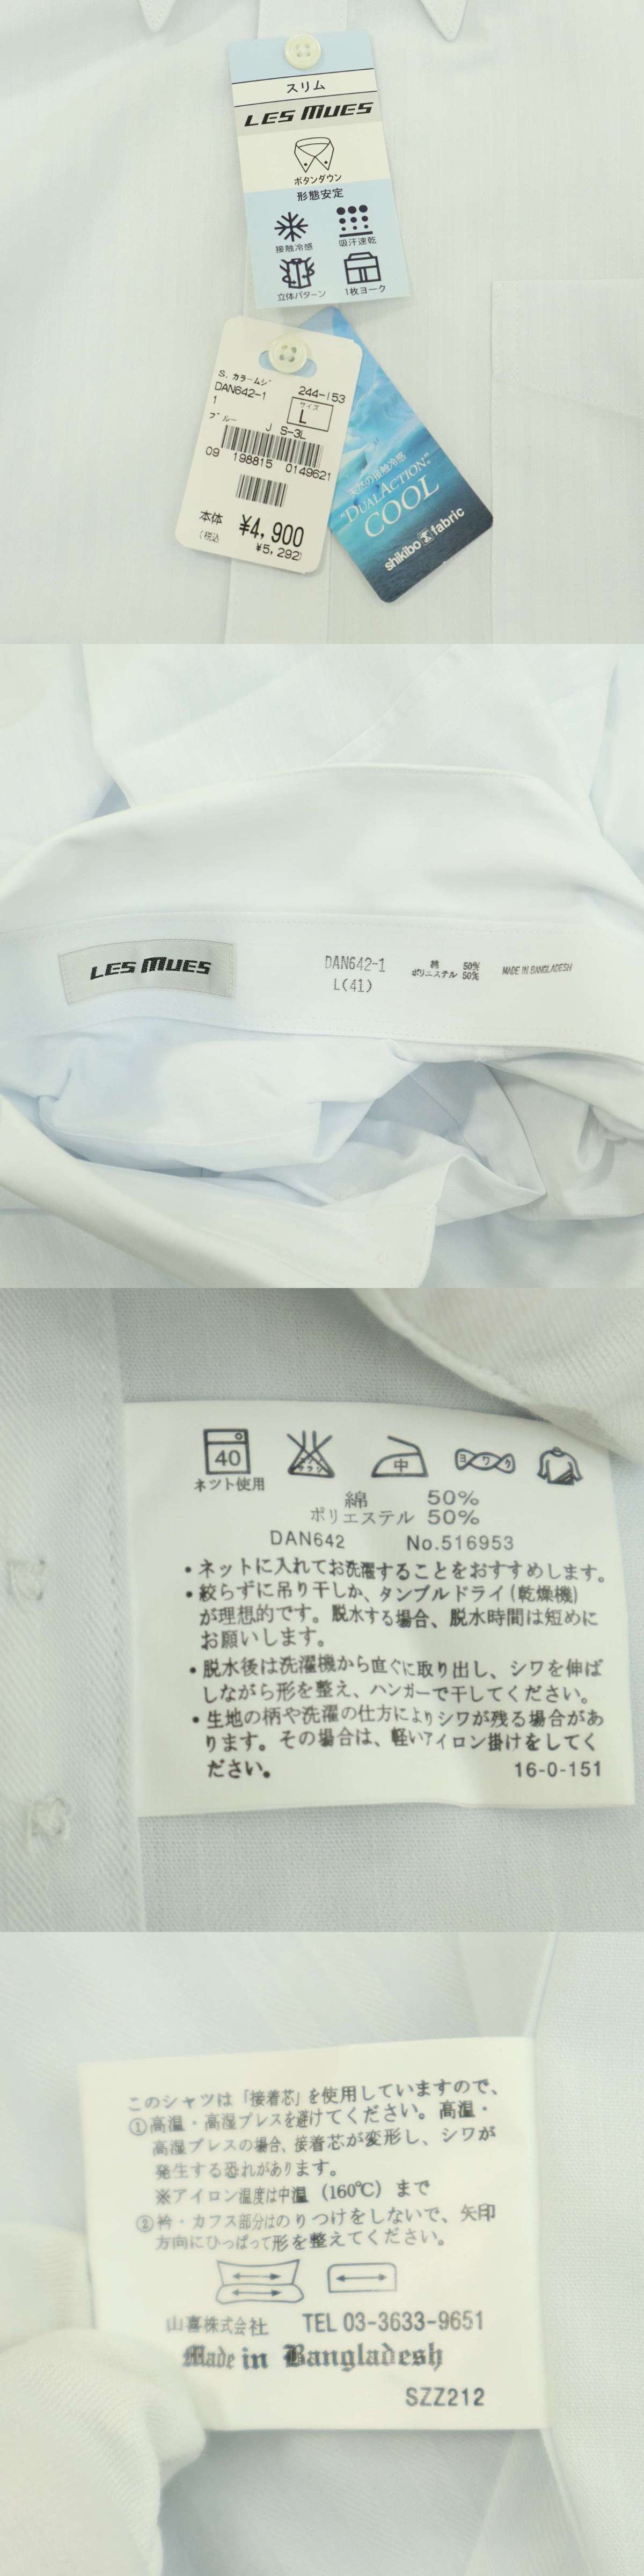 スリム
LES MUES
ボタンダウン
形態安定
接触冷感
吸汗速乾
立体パターン
1枚ヨーク
S. カラームジ
DAN642-1
244-153
1
サイズ
L
ブルー
J S-3L
09 198815 0149621
本体 ¥4,900
(税込 ¥5,292)
天然の接触冷感
"DUALACTION"
COOL
shikibo fabric
LES MUES
DAN642-1
L(41)
綿 50%
ポリエステル 50%
MADE IN BANGLADESH
40
中
ヨワク
ネット使用
綿 50%
ポリエステル 50%
DAN642 No.516953
・ネットに入れてお洗濯することをおすすめします。
・絞らずに吊り干しか、タンブルドライ(乾燥機)
が理想的です。脱水する場合、脱水時間は短めに
お願いします。
・脱水後は洗濯機から直ぐに取り出し、シワを伸ば
しながら形を整え、ハンガーで干してください。
・生地の柄や洗濯の仕方によりシワが残る場合があ
ります。その場合は、軽いアイロン掛けをしてく
ださい。
16-0-151
このシャツは「接着芯」を使用していますので、
①高温・高湿プレスを避けてください。高温・
高湿プレスの場合、接着芯が変形し、シワが
発生する恐れがあります。
※アイロン温度は中温 (160℃) まで
②衿・カフス部分はのりつけをしないで、矢印
方向にひっぱって形を整えてください。
山喜株式会社 TEL 03-3633-9651
Made in Bangladesh
SZZ212